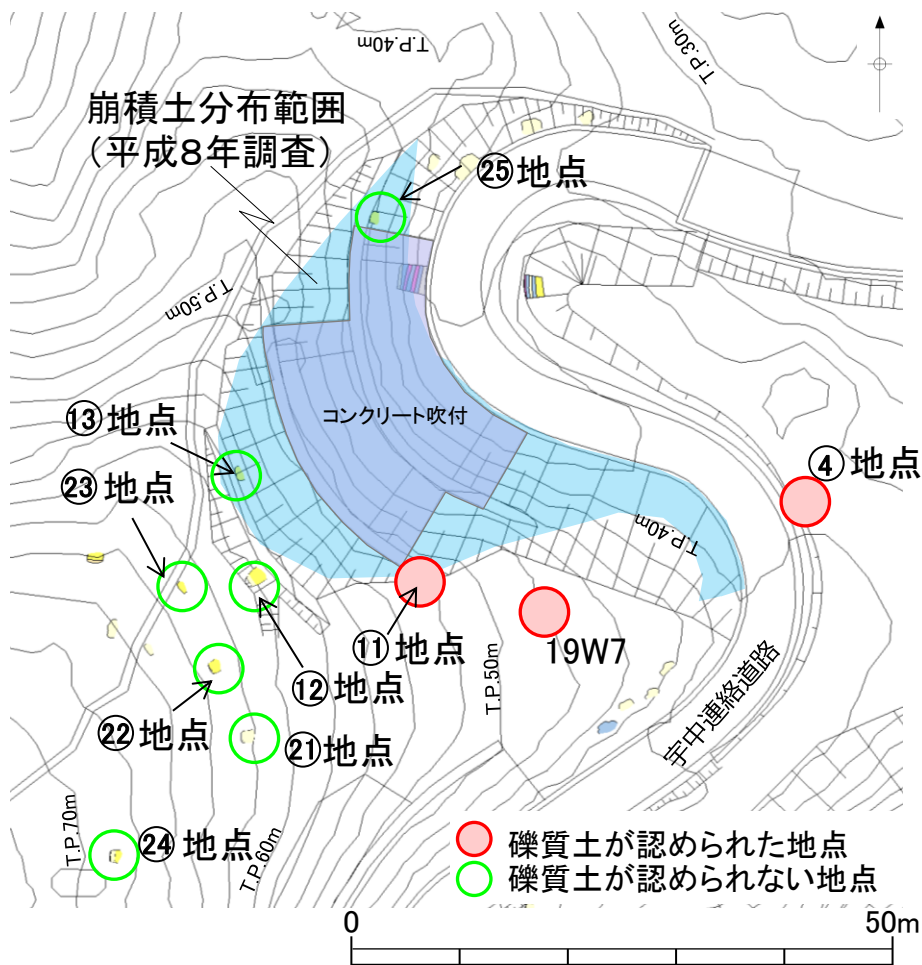 T.P.40m
T.P.30m
崩積土分布範囲
(平成8年調査)
㉕地点
T.P.50m
コンクリート吹付
⑬地点
④地点
㉓地点
T.P.40m
⑪地点
19W7
⑫地点
T.P.50m
㉒地点
㉑地点
宇中連絡道路
T.P.70m
㉔地点
T.P.60m
礫質土が認められた地点
礫質土が認められない地点
0
50m